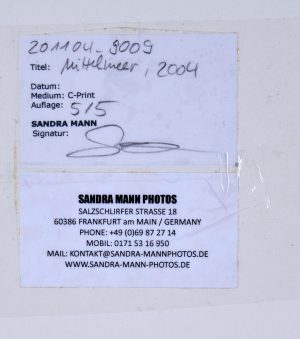 201104-9009
Titel: Mittelmeer, 2004
Datum:
Medium: C-Print
Auflage: 5/5
SANDRA MANN
Signatur:
SANDRA MANN PHOTOS
SALZSCHLIRFER STRASSE 18
60386 FRANKFURT am MAIN / GERMANY
PHONE: +49 (0)69 87 27 14
MOBIL: 0171 53 16 950
MAIL: KONTAKT@SANDRA-MANNPHOTOS.DE
WWW.SANDRA-MANN-PHOTOS.DE